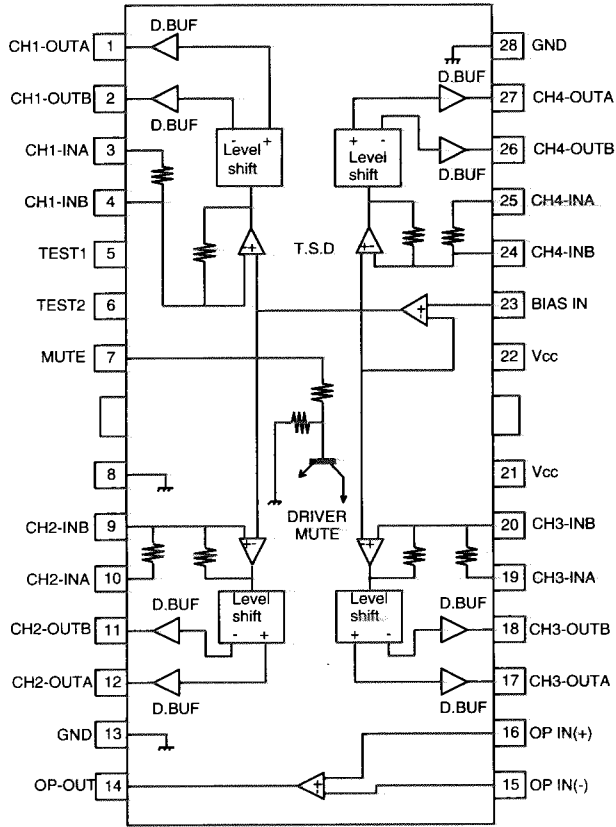 D.BUF
CH1-OUTA 1
28 GND
D.BUF
CH1-OUTB 2
27 CH4-OUTA
D.BUF
- +
+ -
CH1-INA 3
Level shift
Level shift
26 CH4-OUTB
D.BUF
CH1-INB 4
25 CH4-INA
TEST1 5
-+
T.S.D
+-
24 CH4-INB
TEST2 6
+
-
23 BIAS IN
MUTE 7
22 Vcc
8
21 Vcc
DRIVER
MUTE
CH2-INB 9
20 CH3-INB
-+
+-
CH2-INA 10
19 CH3-INA
D.BUF
Level shift
Level shift
D.BUF
CH2-OUTB 11
- +
+ -
18 CH3-OUTB
CH2-OUTA 12
17 CH3-OUTA
D.BUF
D.BUF
GND 13
16 OP IN(+)
OP-OUT 14
+
-
15 OP IN(-)